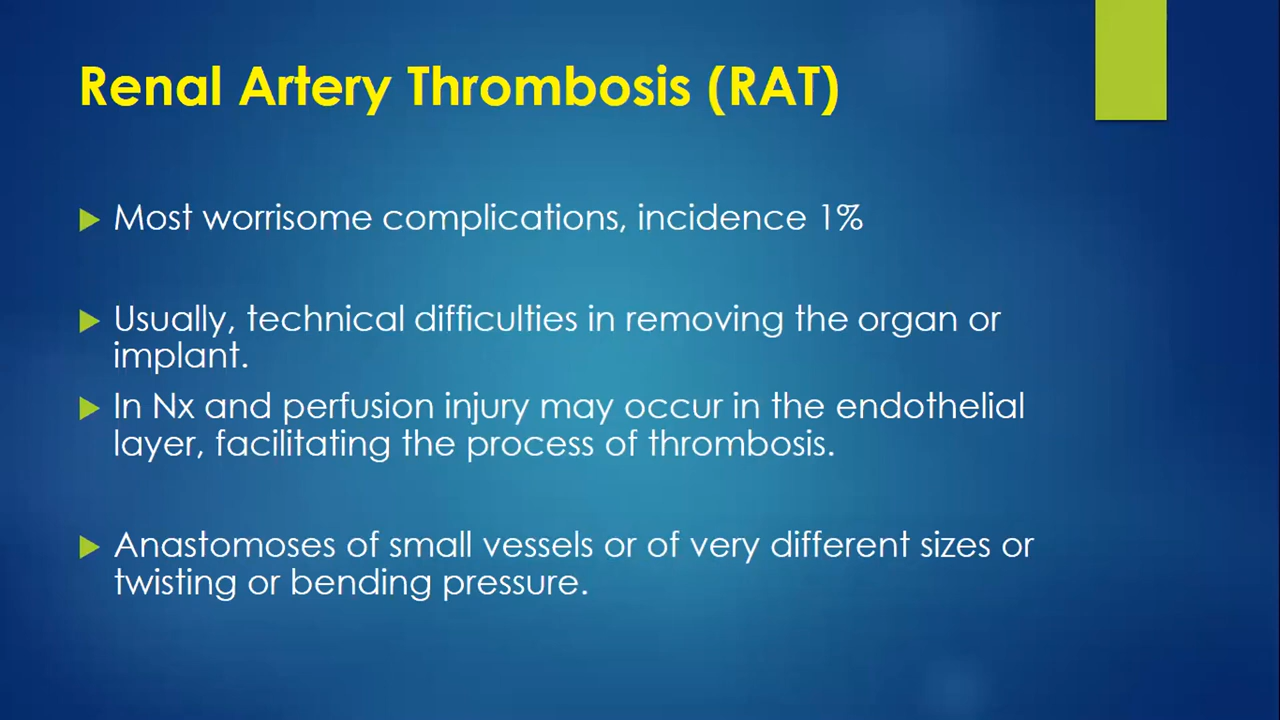 Renal Artery Thrombosis (RAT)
Most worrisome complications, incidence 1%
Usually, technical difficulties in removing the organ or
implant.
In Nx and perfusion injury may occur in the endothelial
layer, facilitating the process of thrombosis.
Anastomoses of small vessels or of very different sizes or
twisting or bending pressure.